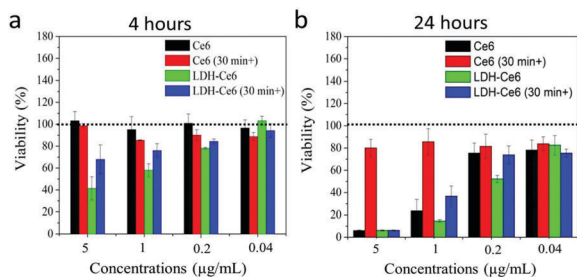 a
4 hours
Viability (%)
180
160
140
120
100
80
60
40
20
0
Ce6
Ce6 (30 min+)
LDH-Ce6
LDH-Ce6 (30 min+)
5
1
0.2
0.04
Concentrations (µg/mL)
b
24 hours
Viability (%)
180
160
140
120
100
80
60
40
20
0
Ce6
Ce6 (30 min+)
LDH-Ce6
LDH-Ce6 (30 min+)
5
1
0.2
0.04
Concentrations (µg/mL)